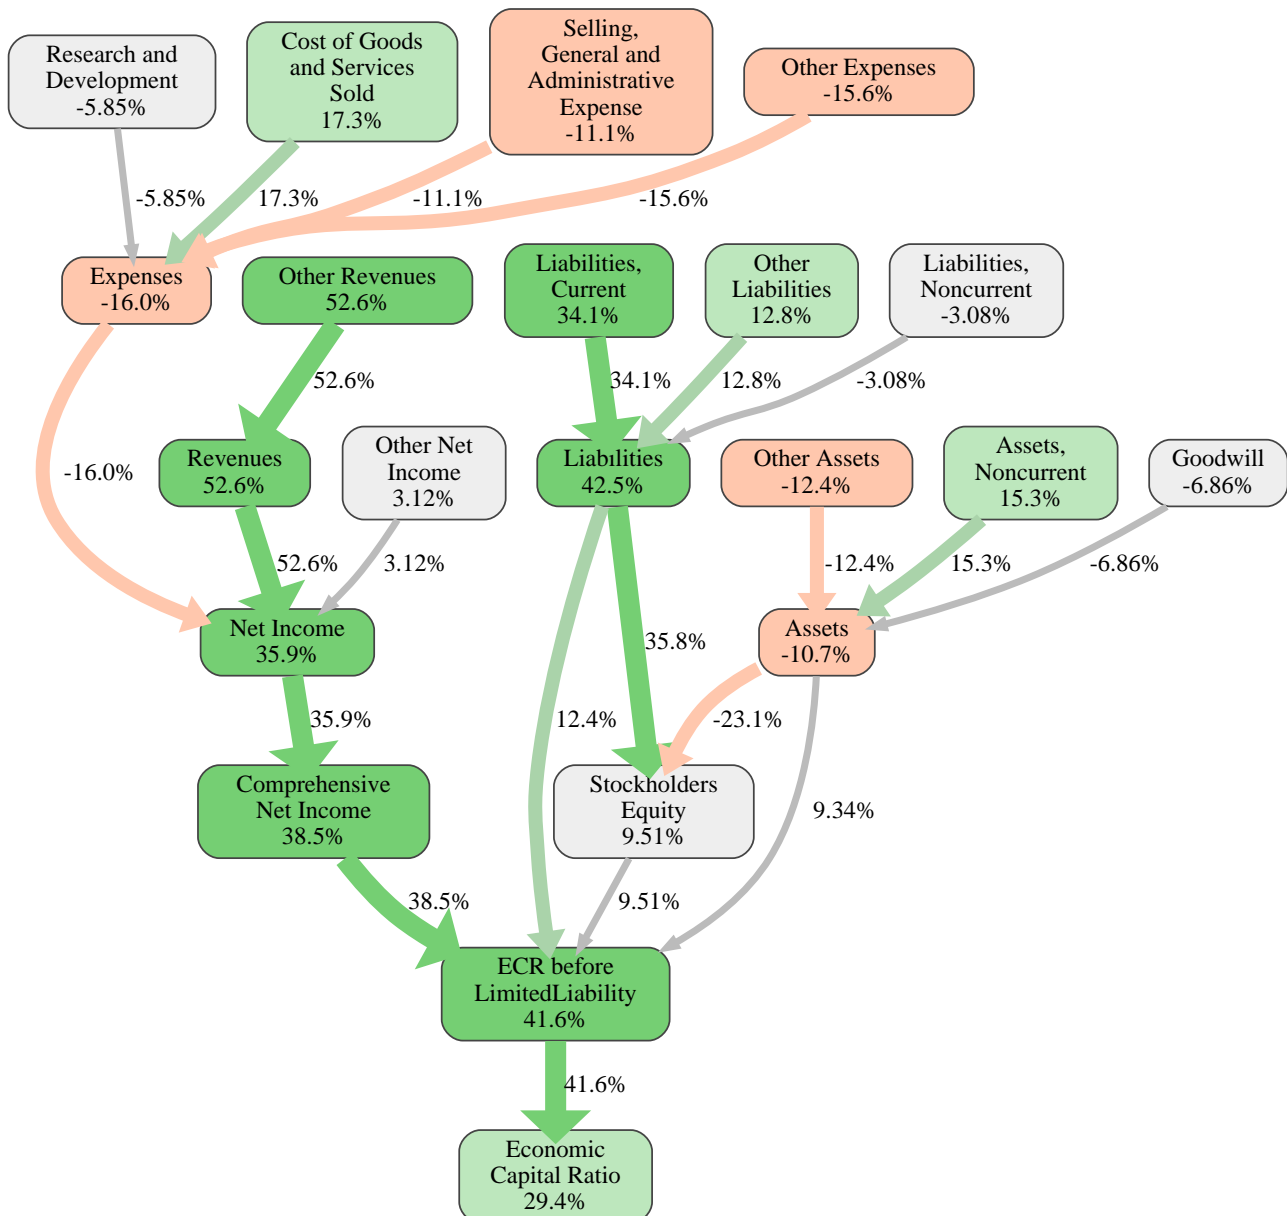 Research and
Development
-5.85%
Cost of Goods
and Services
Sold
17.3%
Selling,
General and
Administrative
Expense
-11.1%
Other Expenses
-15.6%
-5.85%
17.3%
-11.1%
-15.6%
Expenses
-16.0%
Other Revenues
52.6%
Liabilities,
Current
34.1%
Other
Liabilities
12.8%
Liabilities,
Noncurrent
-3.08%
52.6%
34.1%
12.8%
-3.08%
-16.0%
Revenues
52.6%
Other Net
Income
3.12%
Liabilities
42.5%
Other Assets
-12.4%
Assets,
Noncurrent
15.3%
Goodwill
-6.86%
52.6%
3.12%
-12.4%
15.3%
-6.86%
Net Income
35.9%
35.8%
Assets
-10.7%
35.9%
12.4%
-23.1%
Comprehensive
Net Income
38.5%
Stockholders
Equity
9.51%
9.34%
38.5%
9.51%
ECR before
LimitedLiability
41.6%
41.6%
Economic
Capital Ratio
29.4%